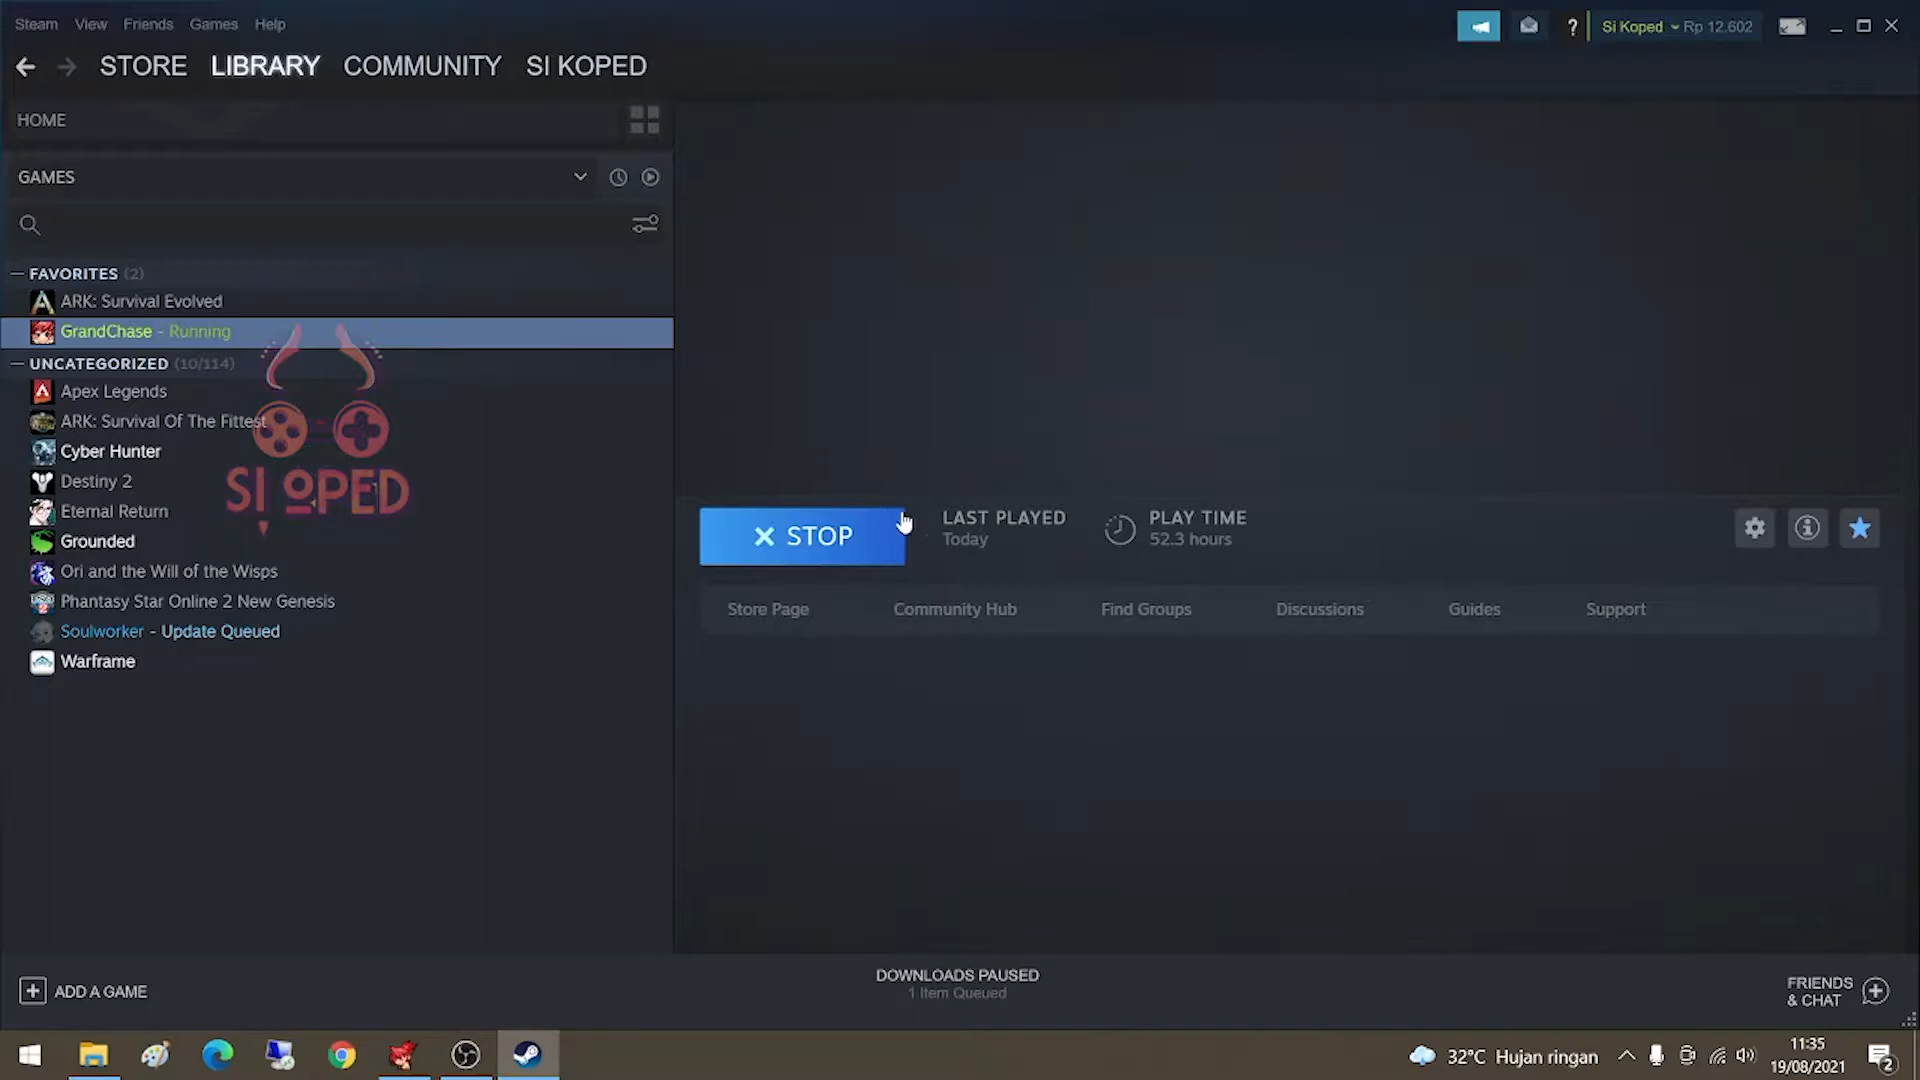 Steam View Friends Games Help
Si Koped Rp 12.602
STORE LIBRARY COMMUNITY SI KOPED
HOME
GAMES
FAVORITES (2)
ARK: Survival Evolved
GrandChase - Running
UNCATEGORIZED (10/114)
Apex Legends
ARK: Survival Of The Fittest
Cyber Hunter
Destiny 2
Eternal Return
Grounded
Ori and the Will of the Wisps
Phantasy Star Online 2 New Genesis
Soulworker - Update Queued
Warframe
SI OPED
STOP
LAST PLAYED
Today
PLAY TIME
52.3 hours
Store Page Community Hub Find Groups Discussions Guides Support
ADD A GAME
DOWNLOADS PAUSED
1 Item Queued
FRIENDS
& CHAT
32°C Hujan ringan
11:35
19/08/2021
2